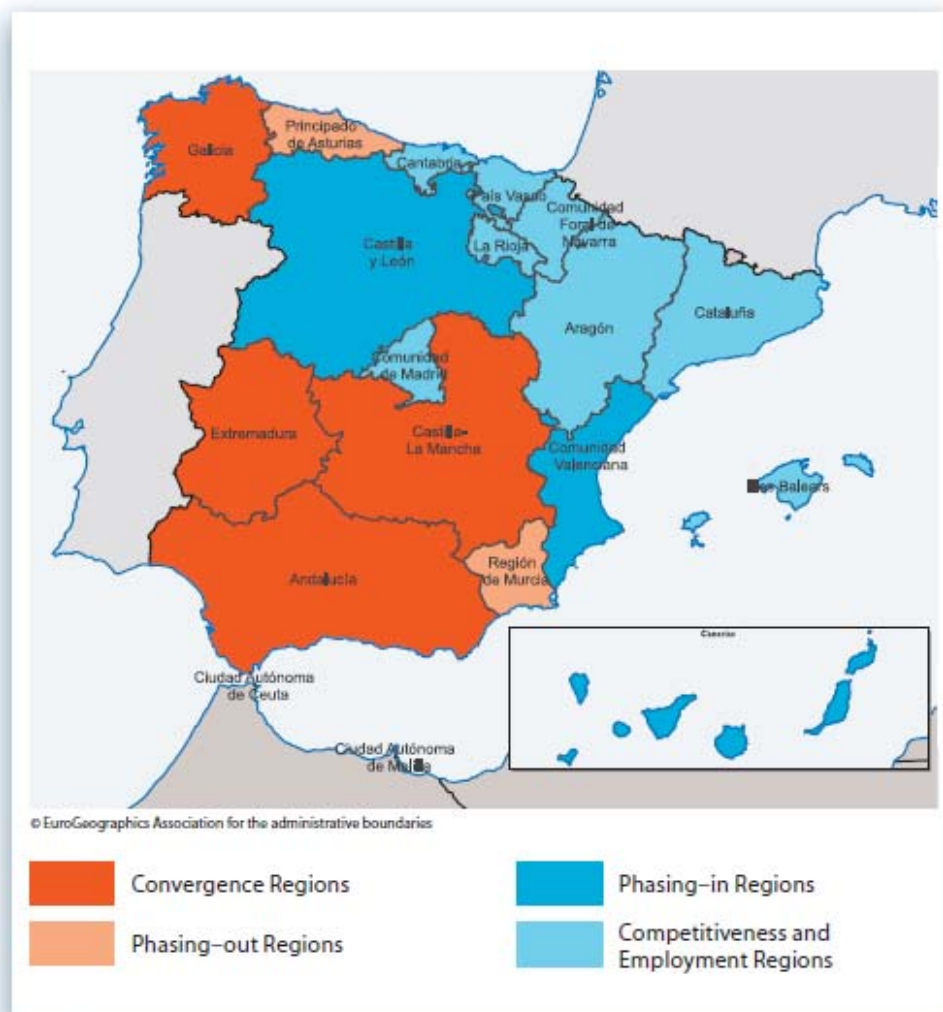 Galicia
Principado
de Asturias
Cantabria
País Vasco
Comunidad
Foral de
Navarra
La Rioja
Castilla
y León
Aragón
Cataluña
Comunidad
de Madrid
Extremadura
Castilla-
La Mancha
Comunidad
Valenciana
Balears
Región
de Murcia
Andalucía
Canarias
Ciudad Autónoma
de Ceuta
Ciudad Autónoma
de Melilla
© EuroGeographics Association for the administrative boundaries
Convergence Regions
Phasing-in Regions
Phasing-out Regions
Competitiveness and
Employment Regions